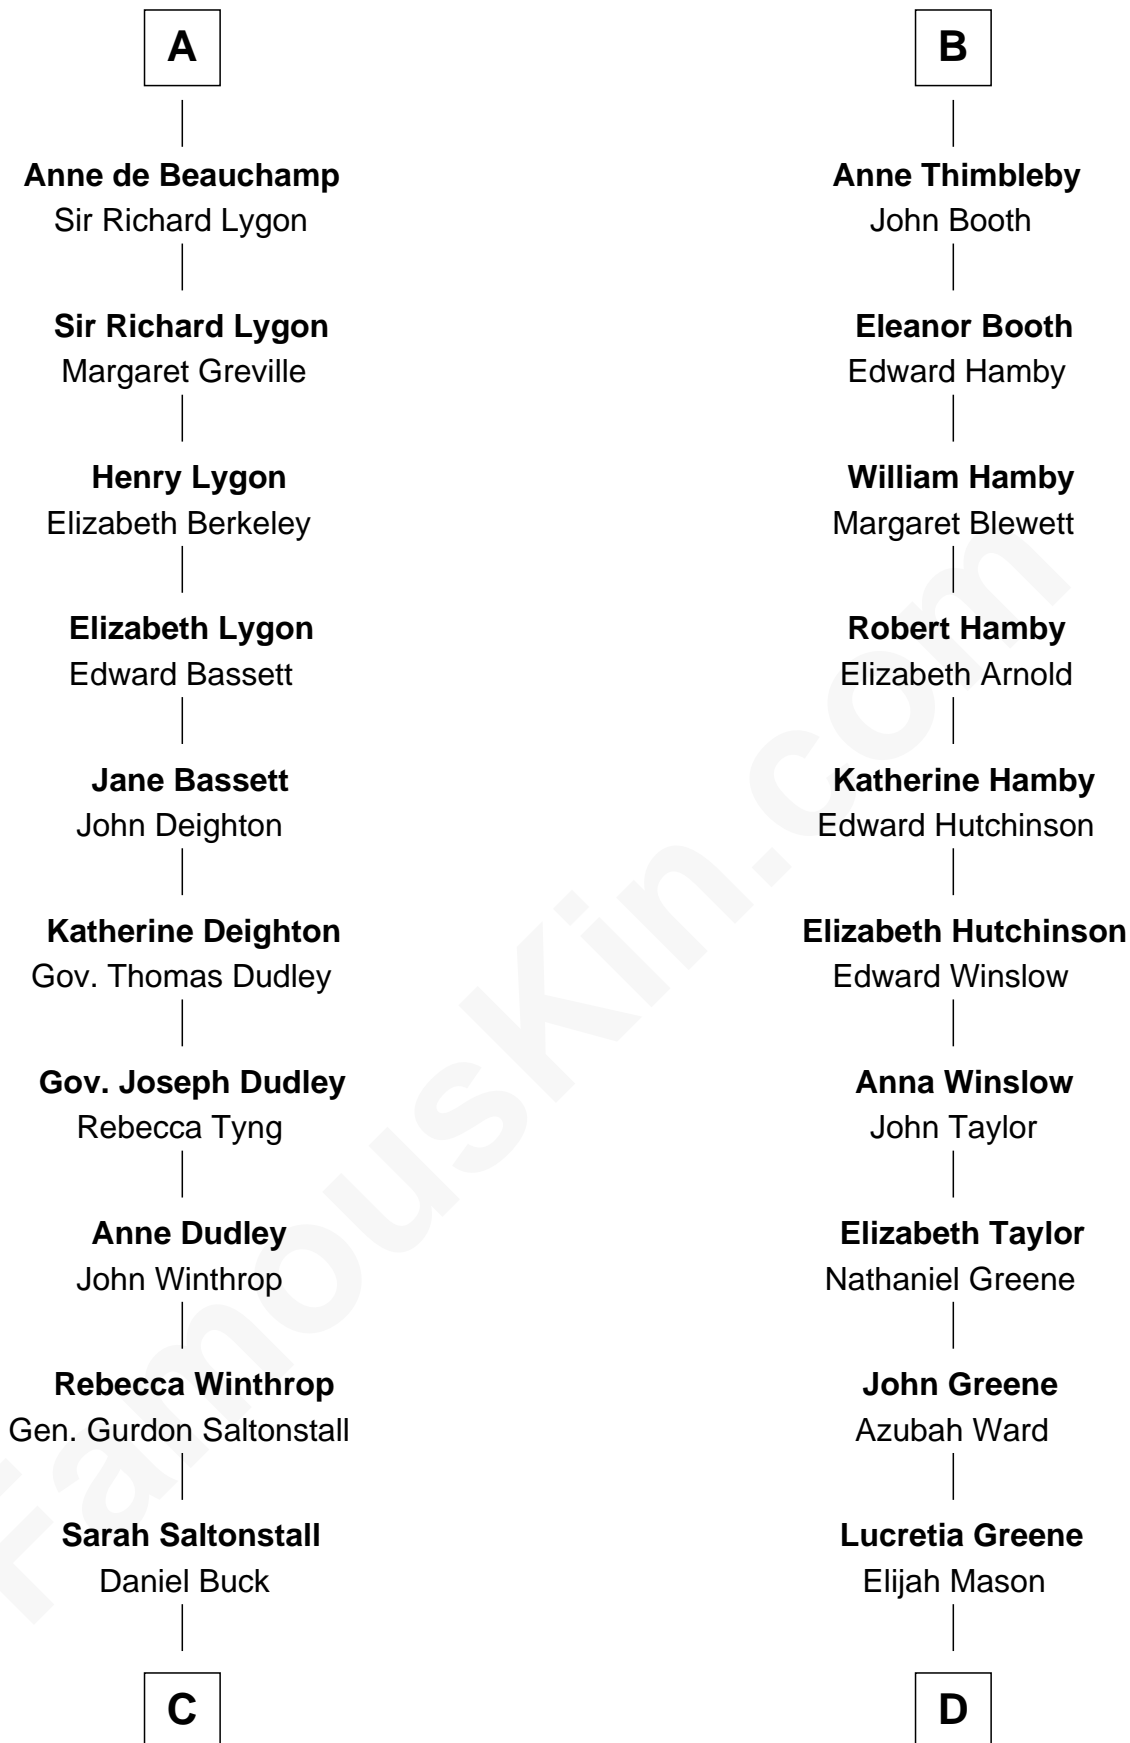 A
Anne de Beauchamp
Sir Richard Lygon
Sir Richard Lygon
Margaret Greville
Henry Lygon
Elizabeth Berkeley
Elizabeth Lygon
Edward Bassett
Jane Bassett
John Deighton
Katherine Deighton
Gov. Thomas Dudley
Gov. Joseph Dudley
Rebecca Tyng
Anne Dudley
John Winthrop
Rebecca Winthrop
Gen. Gurdon Saltonstall
Sarah Saltonstall
Daniel Buck
C
B
Anne Thimbleby
John Booth
Eleanor Booth
Edward Hamby
William Hamby
Margaret Blewett
Robert Hamby
Elizabeth Arnold
Katherine Hamby
Edward Hutchinson
Elizabeth Hutchinson
Edward Winslow
Anna Winslow
John Taylor
Elizabeth Taylor
Nathaniel Greene
John Greene
Azubah Ward
Lucretia Greene
Elijah Mason
D
FamousKin.com